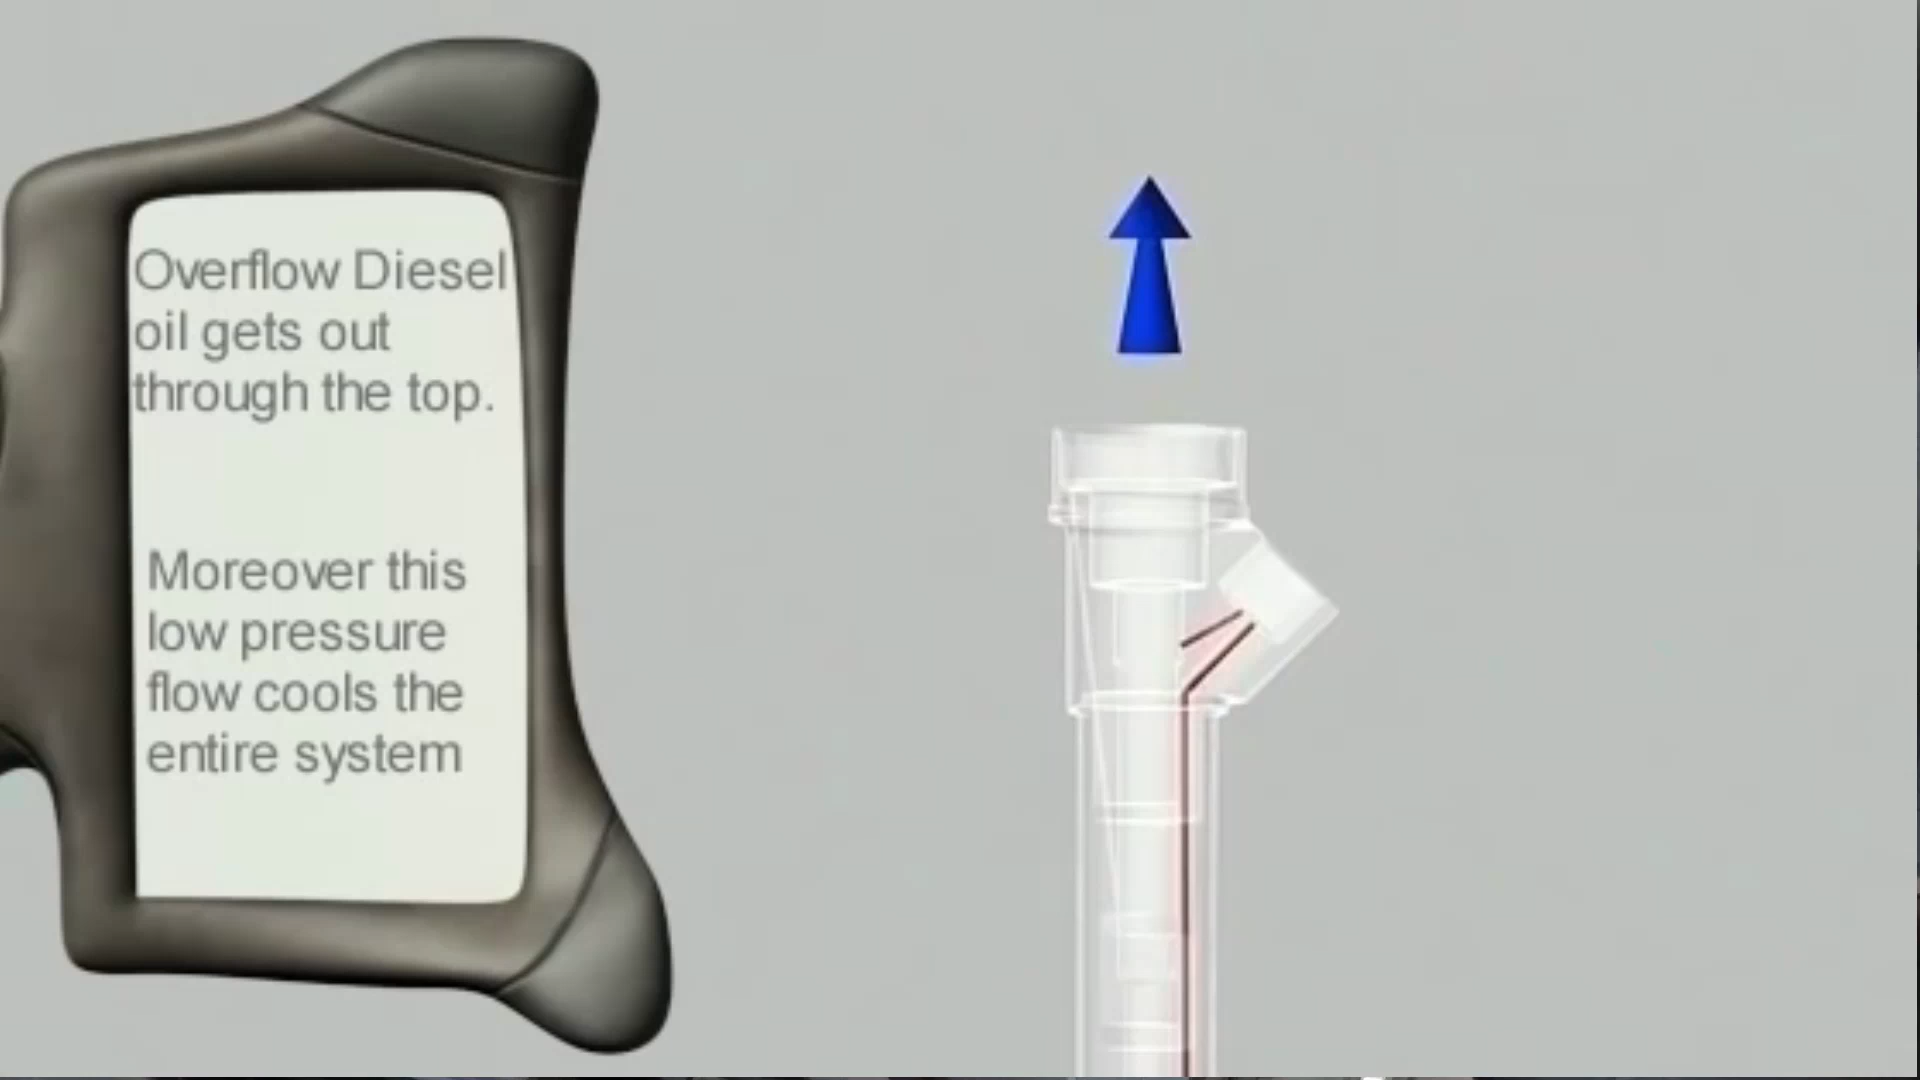 Overflow Diesel
oil gets out
through the top.
Moreover this
low pressure
flow cools the
entire system